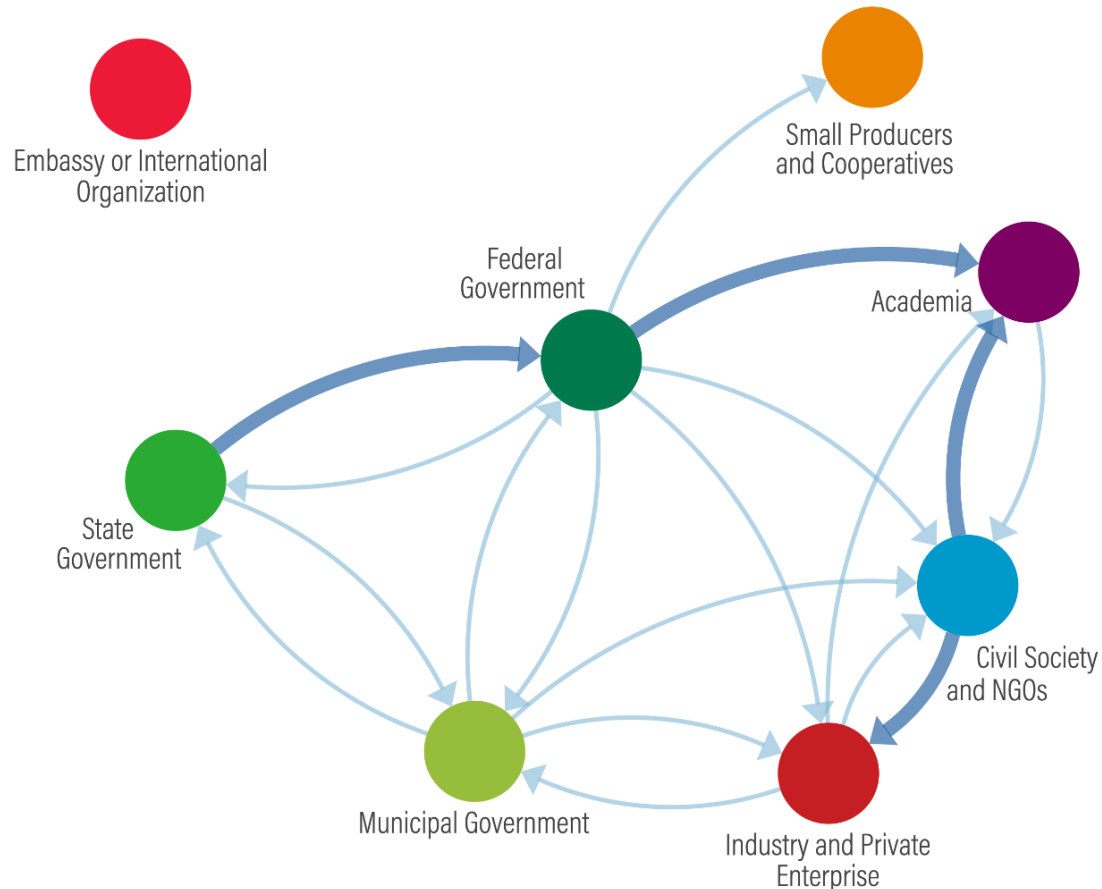 Embassy or International
Organization
Small Producers
and Cooperatives
Federal
Government
Academia
State
Government
Civil Society
and NGOs
Municipal Government
Industry and Private
Enterprise